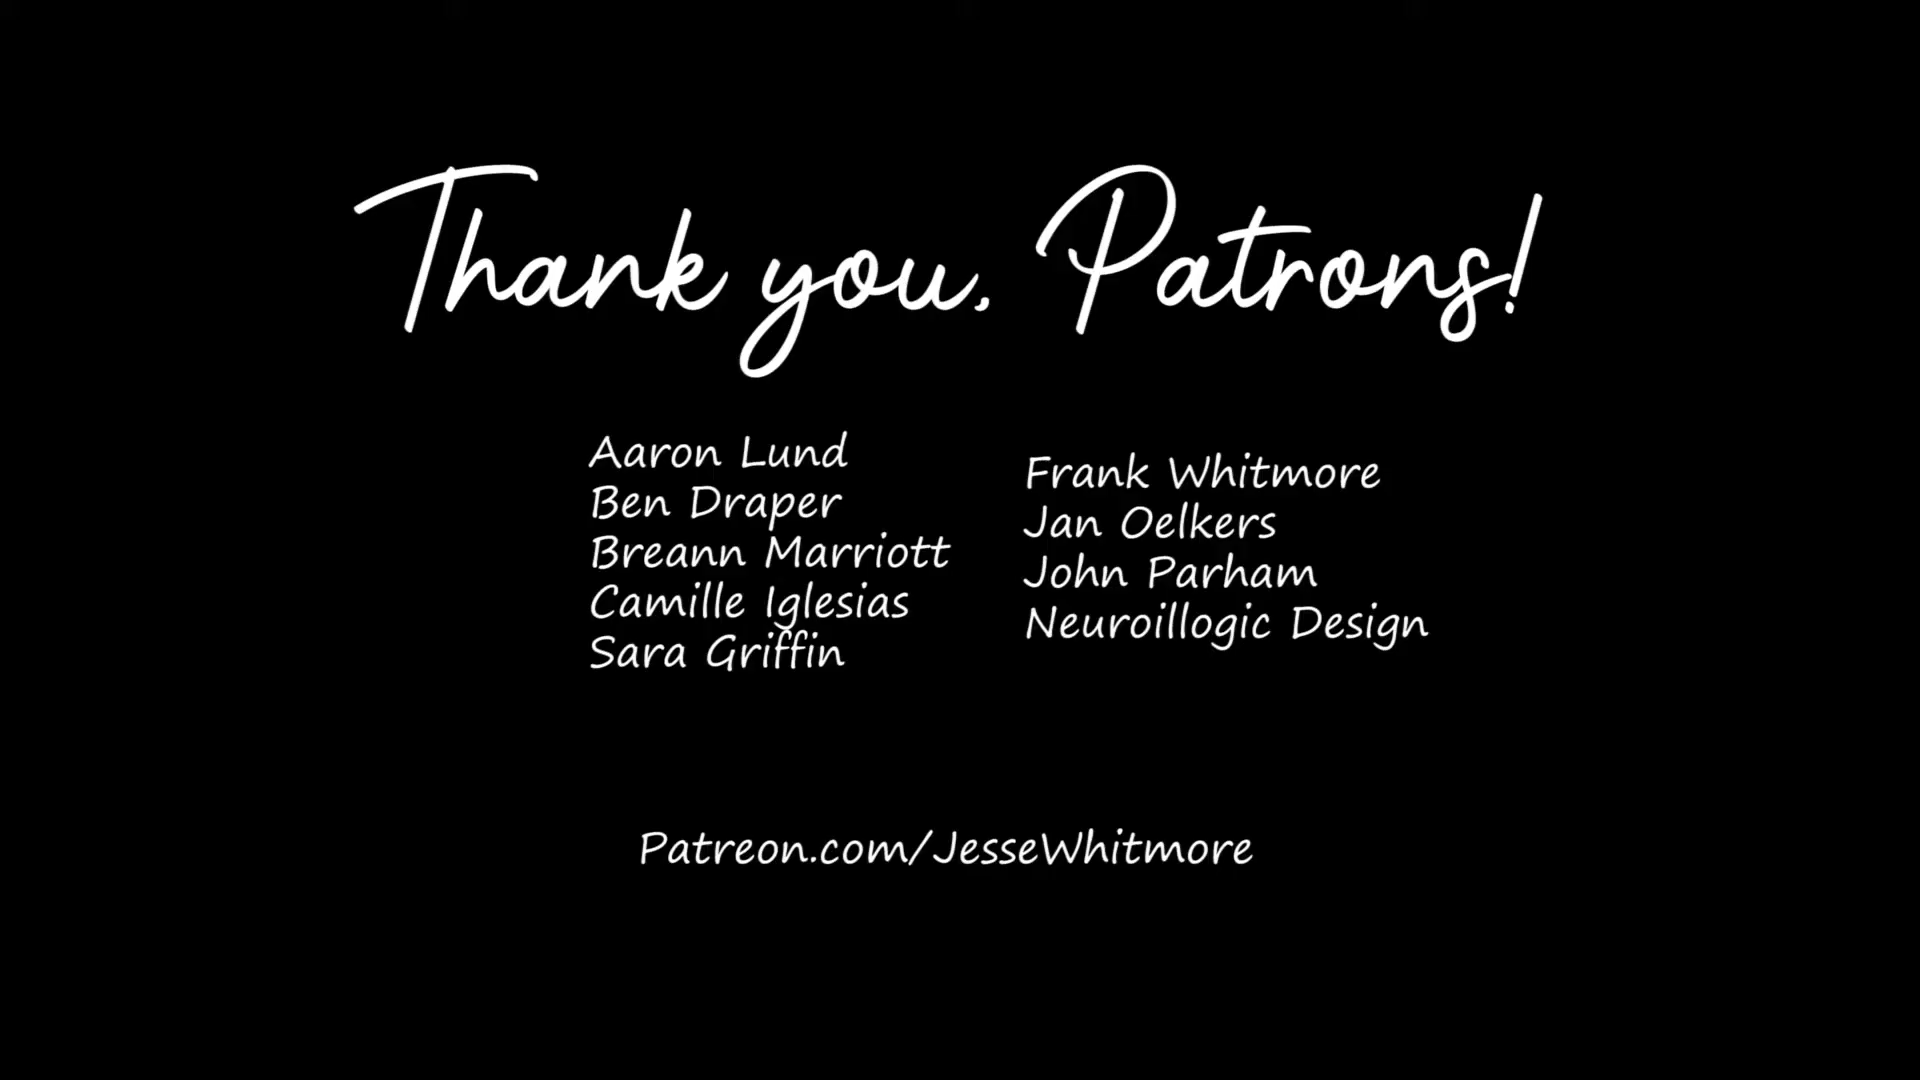 Thank you, Patrons!
Aaron Lund
Ben Draper
Breann Marriott
Camille Iglesias
Sara Griffin
Frank Whitmore
Jan Oelkers
John Parham
Neuroillogic Design
Patreon.com/JesseWhitmore